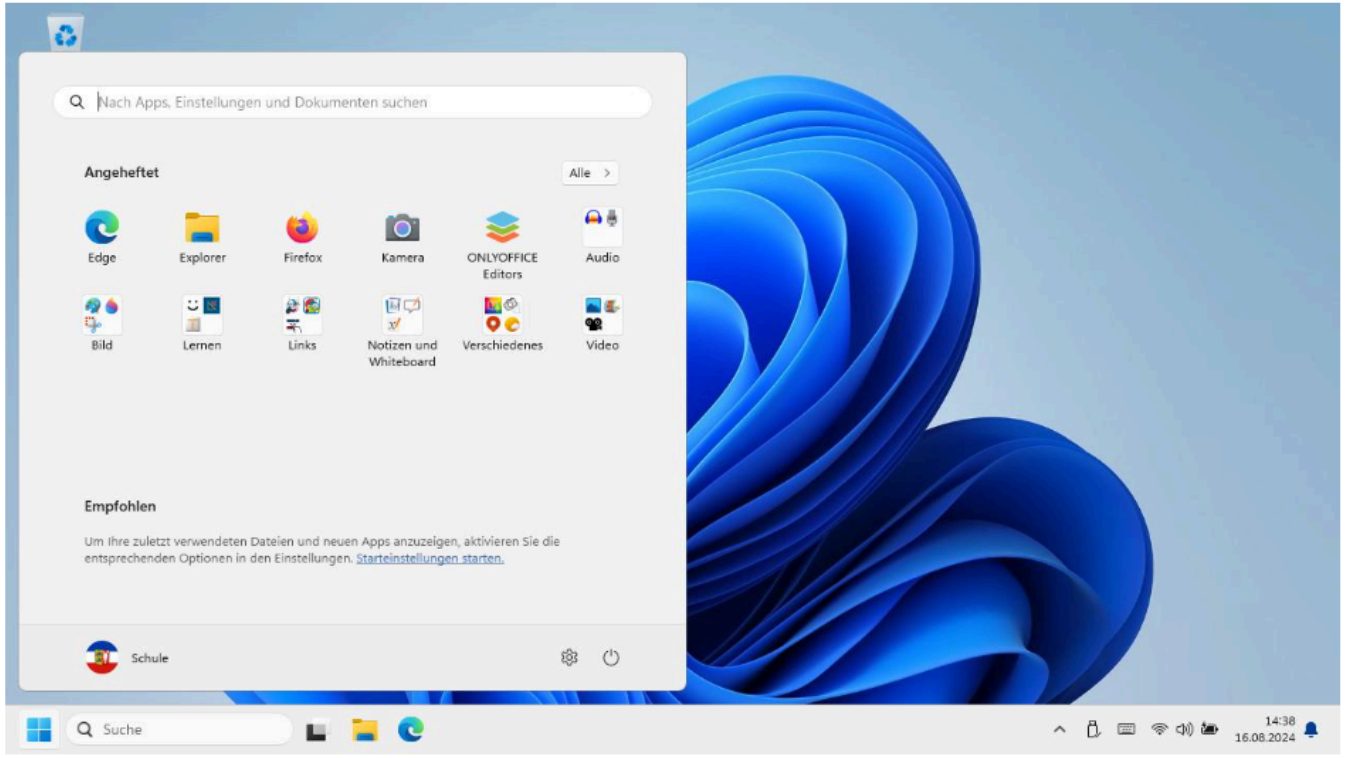 Nach Apps, Einstellungen und Dokumenten suchen
Angeheftet
Alle >
Edge
Explorer
Firefox
Kamera
ONLYOFFICE
Editors
Audio
Bild
Lernen
Links
Notizen und
Whiteboard
Verschiedenes
Video
Empfohlen
Um Ihre zuletzt verwendeten Dateien und neuen Apps anzuzeigen, aktivieren Sie die
entsprechenden Optionen in den Einstellungen. Starteinstellungen starten.
Schule
Suche
14:38
16.08.2024